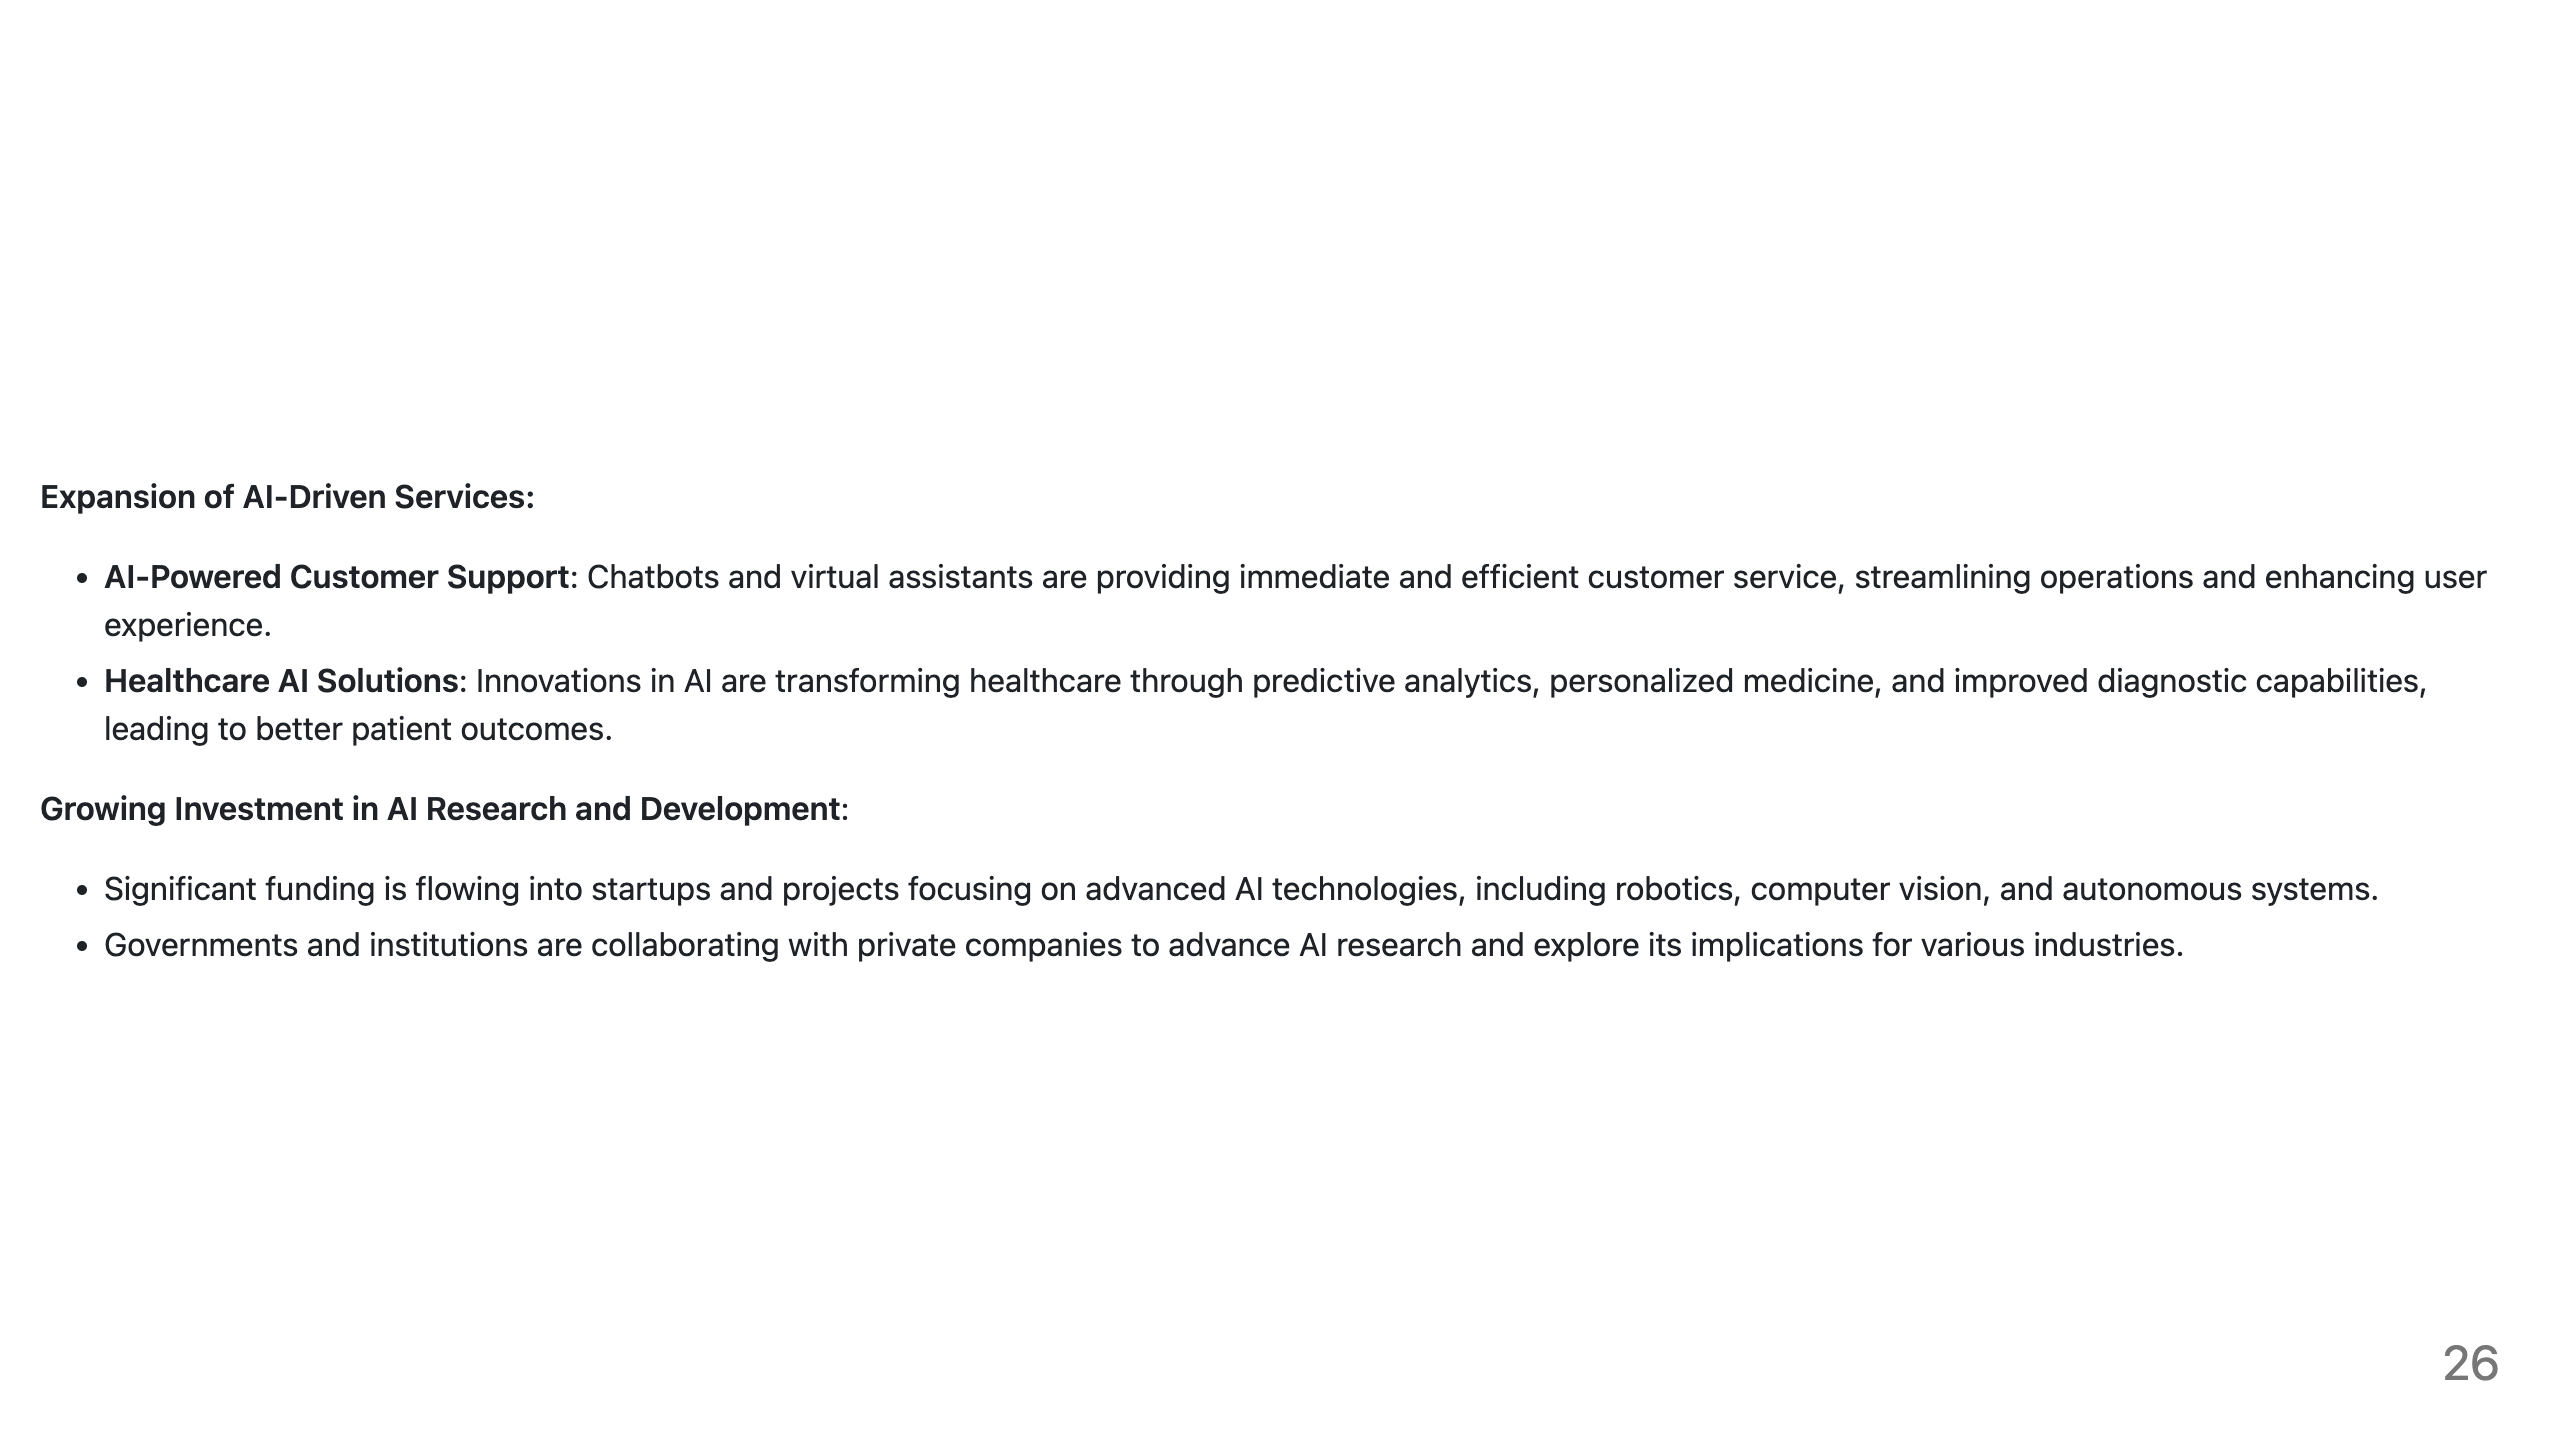 Expansion of AI-Driven Services:
• AI-Powered Customer Support: Chatbots and virtual assistants are providing immediate and efficient customer service, streamlining operations and enhancing user
experience.
• Healthcare AI Solutions: Innovations in AI are transforming healthcare through predictive analytics, personalized medicine, and improved diagnostic capabilities,
leading to better patient outcomes.
Growing Investment in AI Research and Development:
• Significant funding is flowing into startups and projects focusing on advanced AI technologies, including robotics, computer vision, and autonomous systems.
• Governments and institutions are collaborating with private companies to advance AI research and explore its implications for various industries.
26